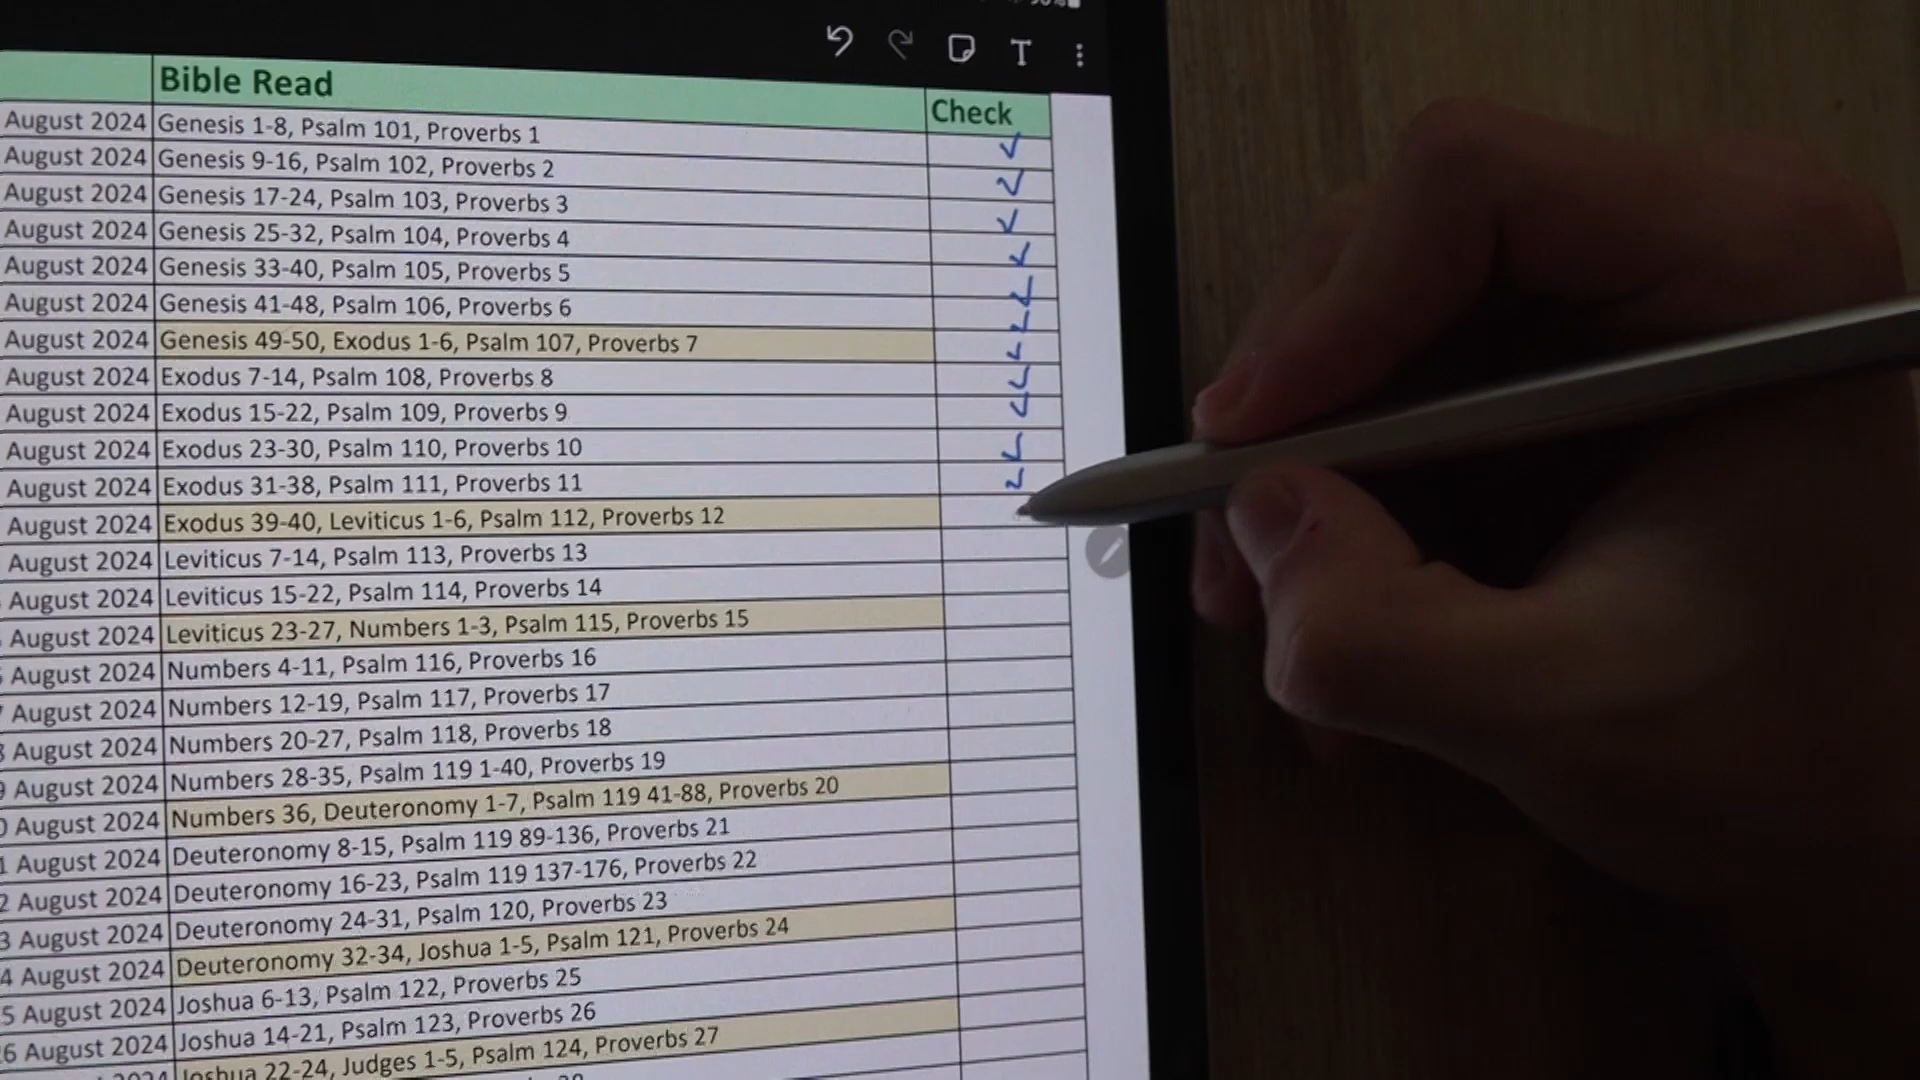 Bible Read Check
August 2024 Genesis 1-8, Psalm 101, Proverbs 1
August 2024 Genesis 9-16, Psalm 102, Proverbs 2
August 2024 Genesis 17-24, Psalm 103, Proverbs 3
August 2024 Genesis 25-32, Psalm 104, Proverbs 4
August 2024 Genesis 33-40, Psalm 105, Proverbs 5
August 2024 Genesis 41-48, Psalm 106, Proverbs 6
August 2024 Genesis 49-50, Exodus 1-6, Psalm 107, Proverbs 7
August 2024 Exodus 7-14, Psalm 108, Proverbs 8
August 2024 Exodus 15-22, Psalm 109, Proverbs 9
August 2024 Exodus 23-30, Psalm 110, Proverbs 10
August 2024 Exodus 31-38, Psalm 111, Proverbs 11
August 2024 Exodus 39-40, Leviticus 1-6, Psalm 112, Proverbs 12
August 2024 Leviticus 7-14, Psalm 113, Proverbs 13
August 2024 Leviticus 15-22, Psalm 114, Proverbs 14
August 2024 Leviticus 23-27, Numbers 1-3, Psalm 115, Proverbs 15
August 2024 Numbers 4-11, Psalm 116, Proverbs 16
August 2024 Numbers 12-19, Psalm 117, Proverbs 17
August 2024 Numbers 20-27, Psalm 118, Proverbs 18
August 2024 Numbers 28-35, Psalm 119 1-40, Proverbs 19
August 2024 Numbers 36, Deuteronomy 1-7, Psalm 119 41-88, Proverbs 20
1 August 2024 Deuteronomy 8-15, Psalm 119 89-136, Proverbs 21
2 August 2024 Deuteronomy 16-23, Psalm 119 137-176, Proverbs 22
3 August 2024 Deuteronomy 24-31, Psalm 120, Proverbs 23
4 August 2024 Deuteronomy 32-34, Joshua 1-5, Psalm 121, Proverbs 24
5 August 2024 Joshua 6-13, Psalm 122, Proverbs 25
6 August 2024 Joshua 14-21, Psalm 123, Proverbs 26
Joshua 22-24, Judges 1-5, Psalm 124, Proverbs 27